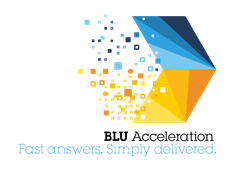 BLU Acceleration
Fast answers. Simply delivered.